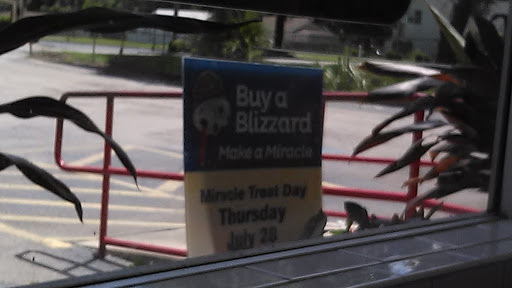 Buy a
Blizzard
Make a Miracle
Miracle Treat Day
Thursday
July 28